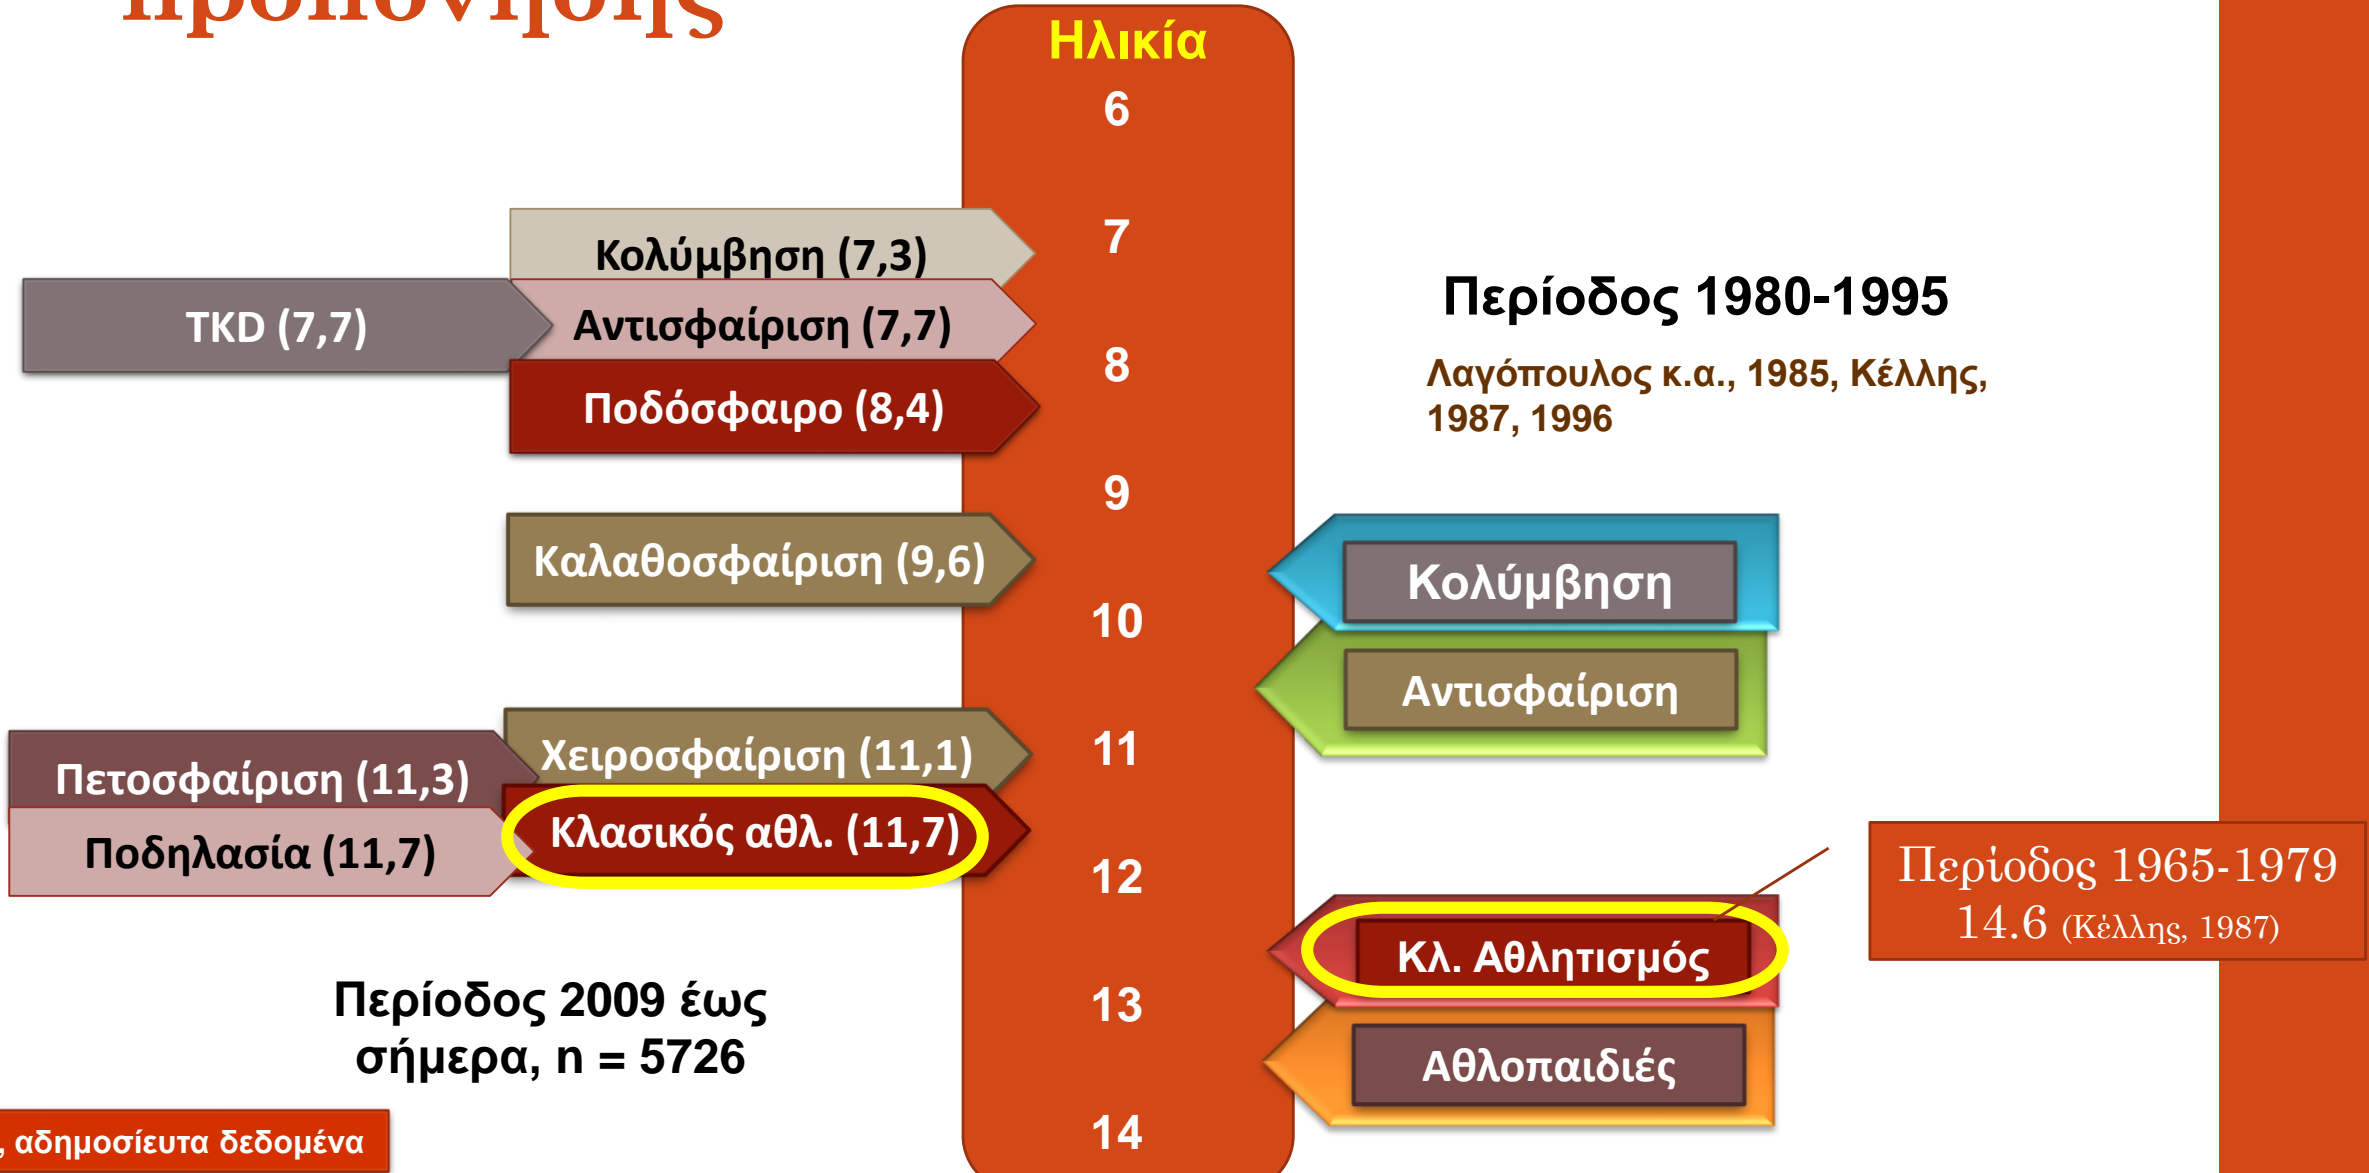 προπόνησης
Ηλικία
6
7
8
9
10
11
12
13
14
Κολύμβηση (7,3)
TKD (7,7)
Αντισφαίριση (7,7)
Ποδόσφαιρο (8,4)
Καλαθοσφαίριση (9,6)
Χειροσφαίριση (11,1)
Πετοσφαίριση (11,3)
Κλασικός αθλ. (11,7)
Ποδηλασία (11,7)
Περίοδος 2009 έως
σήμερα, n = 5726
, αδημοσίευτα δεδομένα
Περίοδος 1980-1995
Λαγόπουλος κ.α., 1985, Κέλλης,
1987, 1996
Κολύμβηση
Αντισφαίριση
Κλ. Αθλητισμός
Αθλοπαιδιές
Περίοδος 1965-1979
14.6 (Κέλλης, 1987)